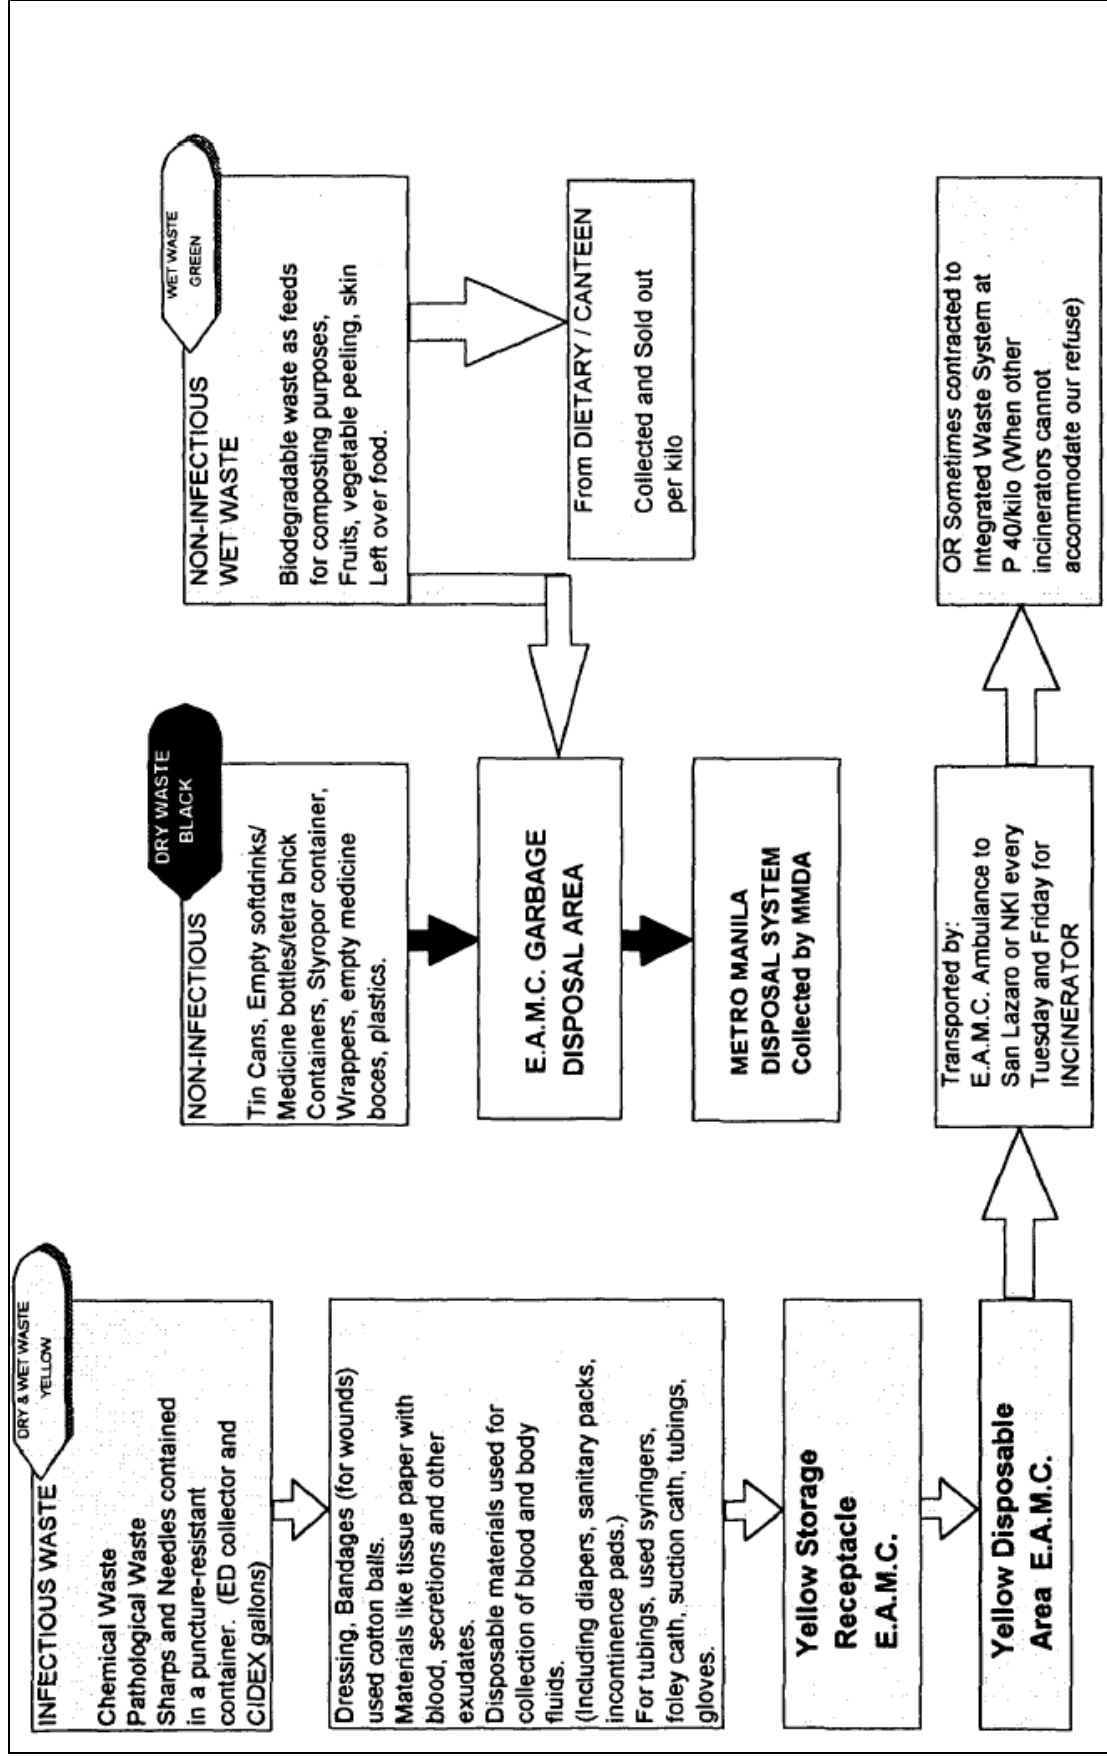 DRY & WET WASTE
YELLOW
INFECTIOUS WASTE
Chemical Waste
Pathological Waste
Sharps and Needles contained
in a puncture-resistant
container. (ED collector and
CIDEX gallons)
Dressing, Bandages (for wounds)
used cotton balls.
Materials like tissue paper with
blood, secretions and other
exudates.
Disposable materials used for
collection of blood and body
fluids.
(Including diapers, sanitary packs,
incontinence pads.)
For tubings, used syringers,
foley cath, suction cath, tubings,
gloves.
Yellow Storage
Receptacle
E.A.M.C.
Yellow Disposable
Area E.A.M.C.
DRY WASTE
BLACK
NON-INFECTIOUS
Tin Cans, Empty softdrinks/
Medicine bottles/tetra brick
Containers, Styropor container,
Wrappers, empty medicine
boces, plastics.
E.A.M.C. GARBAGE
DISPOSAL AREA
METRO MANILA
DISPOSAL SYSTEM
Collected by MMDA
Transported by:
E.A.M.C. Ambulance to
San Lazaro or NKI every
Tuesday and Friday for
INCINERATOR
WET WASTE
GREEN
NON-INFECTIOUS
WET WASTE
Biodegradable waste as feeds
for composting purposes,
Fruits, vegetable peeling, skin
Left over food.
From DIETARY / CANTEEN
Collected and Sold out
per kilo
OR Sometimes contracted to
Integrated Waste System at
P 40/kilo (When other
incinerators cannot
accommodate our refuse)